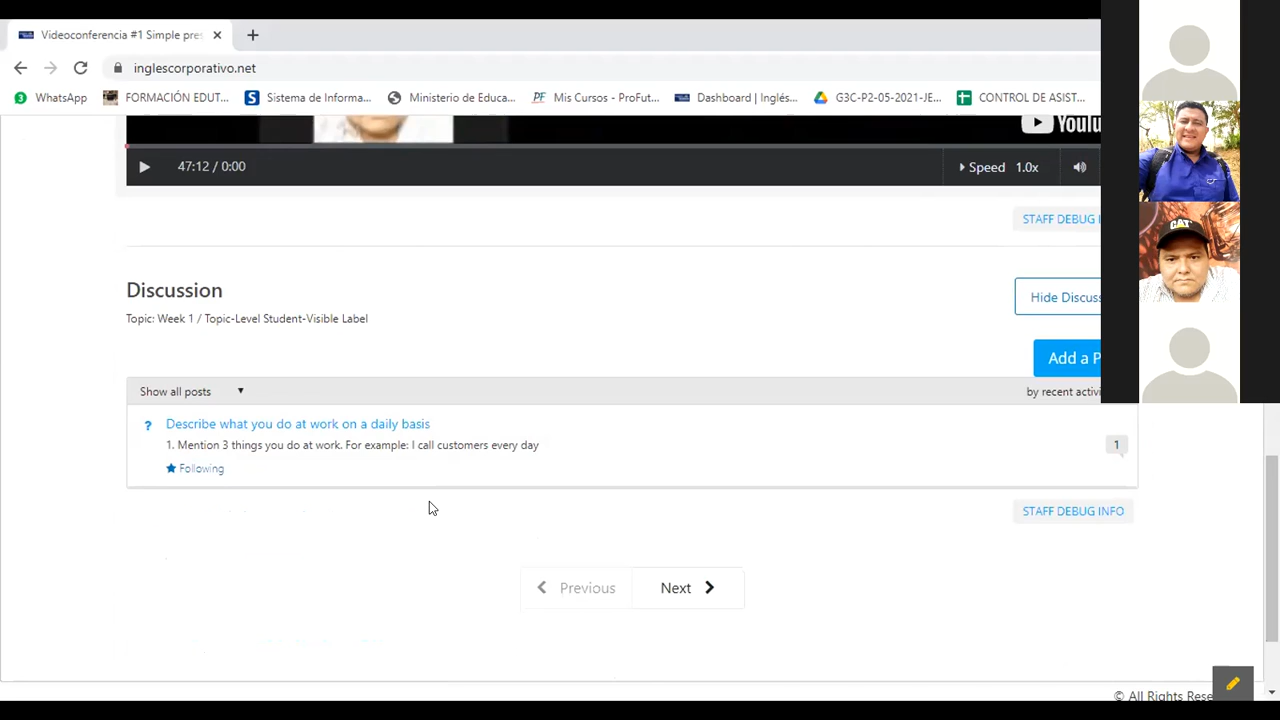 Videoconferencia #1 Simple pres
inglescorporativo.net
WhatsApp
FORMACIÓN EDUT...
Sistema de Informa...
Ministerio de Educa...
Mis Cursos - ProFut...
Dashboard | Inglés...
G3C-P2-05-2021-JE...
CONTROL DE ASIST...
47:12 / 0:00
Speed 1.0x
STAFF DEBUG I
Discussion
Hide Discuss
Topic: Week 1 / Topic-Level Student-Visible Label
Add a P
Show all posts
by recent activi
? Describe what you do at work on a daily basis
1. Mention 3 things you do at work. For example: I call customers every day
1
Following
STAFF DEBUG INFO
Previous
Next
© All Rights Rese
CAT